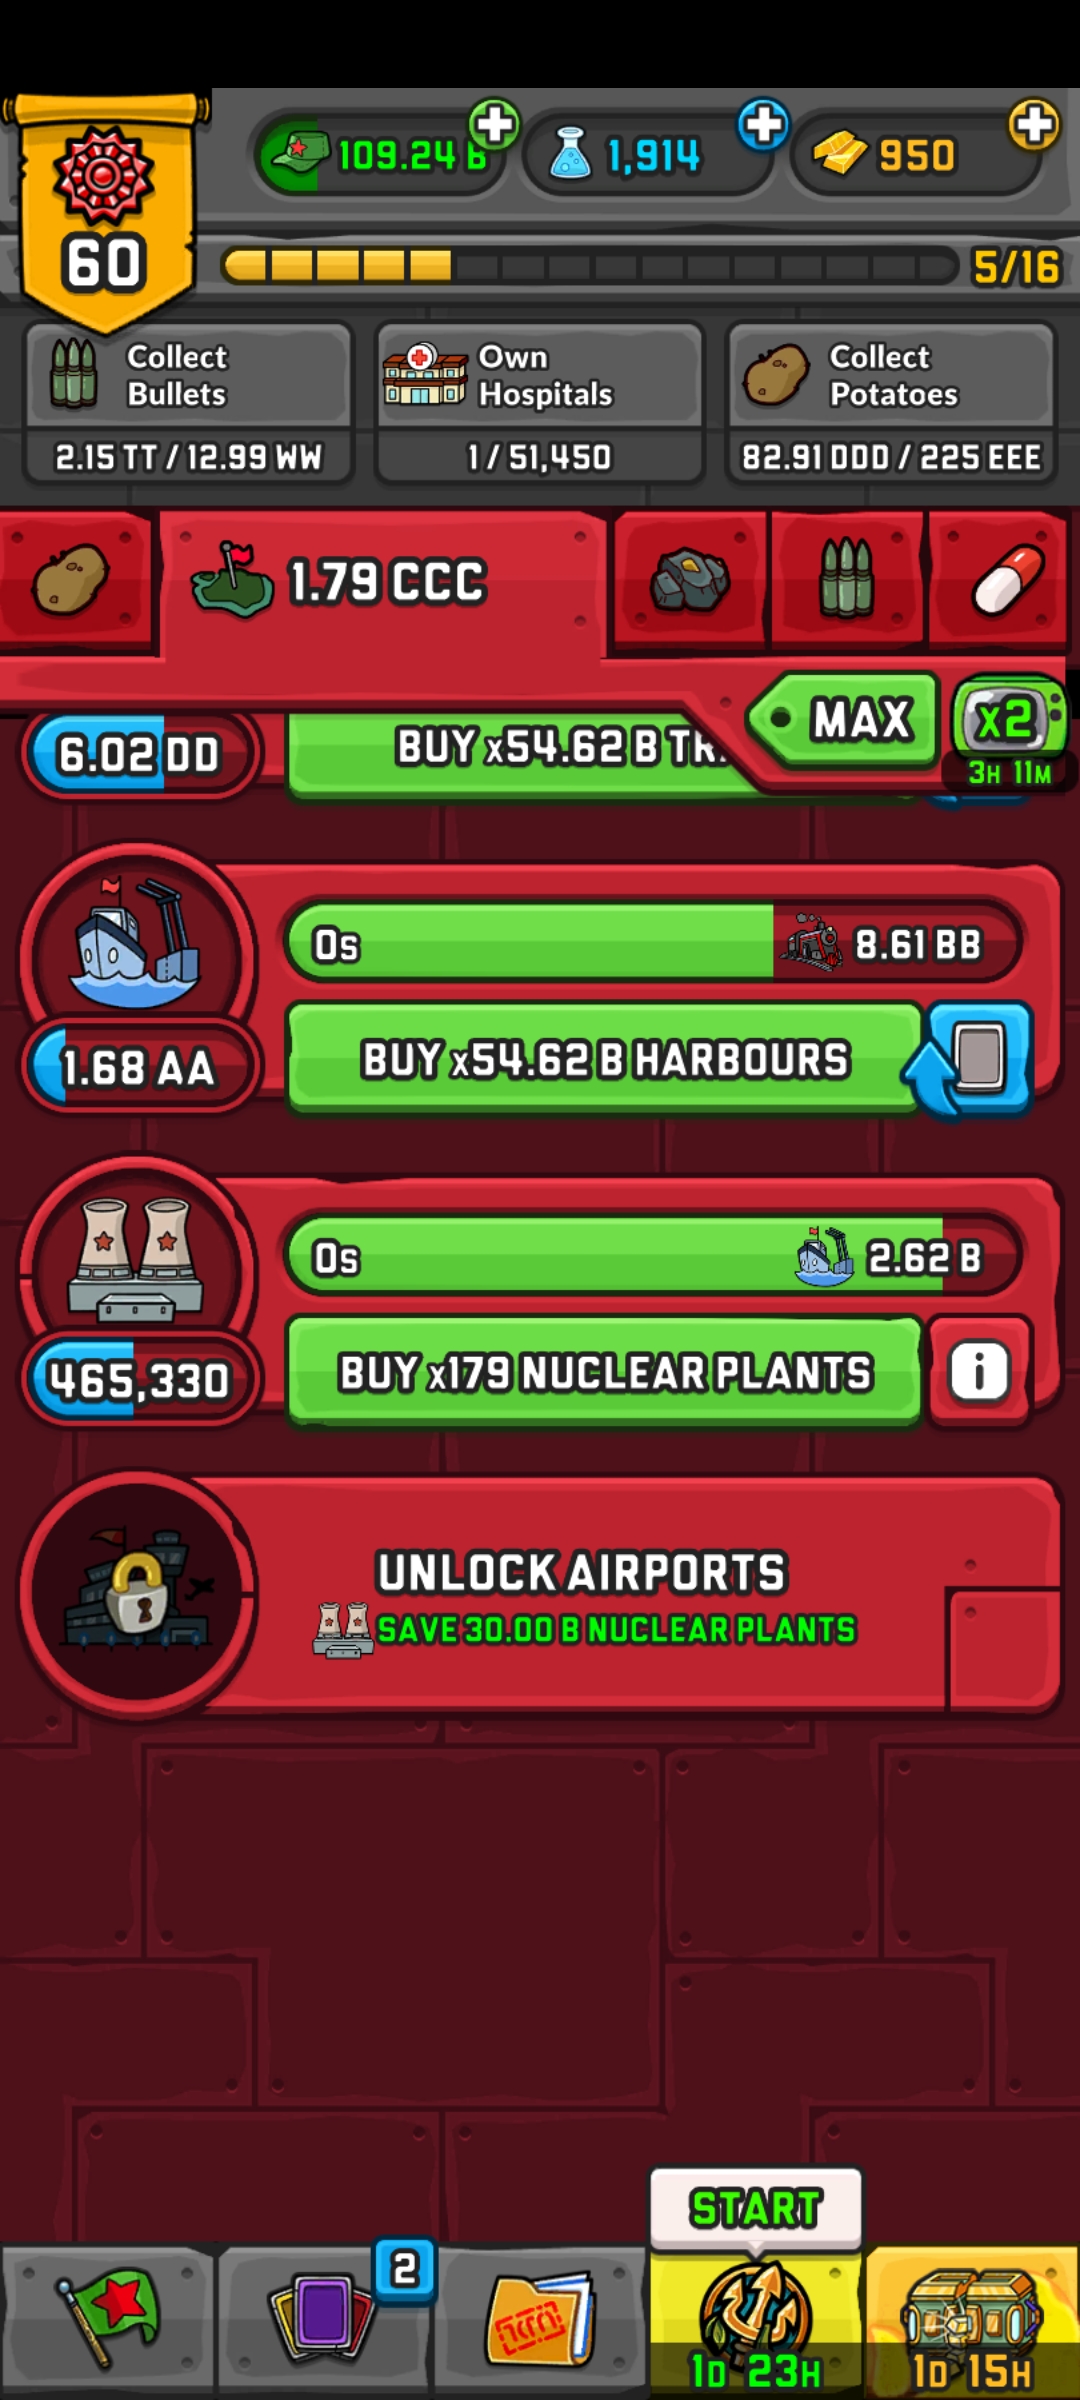 109.24 B
1,914
950
60
5/16
Collect
Bullets
2.15 TT / 12.99 WW
Own
Hospitals
1 / 51,450
Collect
Potatoes
82.91 DDD / 225 EEE
1.79 CCC
MAX
x2
3H 11M
6.02 DD
BUY x54.62 B
0s
8.61 BB
1.68 AA
BUY x54.62 B HARBOURS
0s
2.62 B
465,330
BUY x179 NUCLEAR PLANTS
i
UNLOCK AIRPORTS
SAVE 30.00 B NUCLEAR PLANTS
START
2
1D 23H
1D 15H